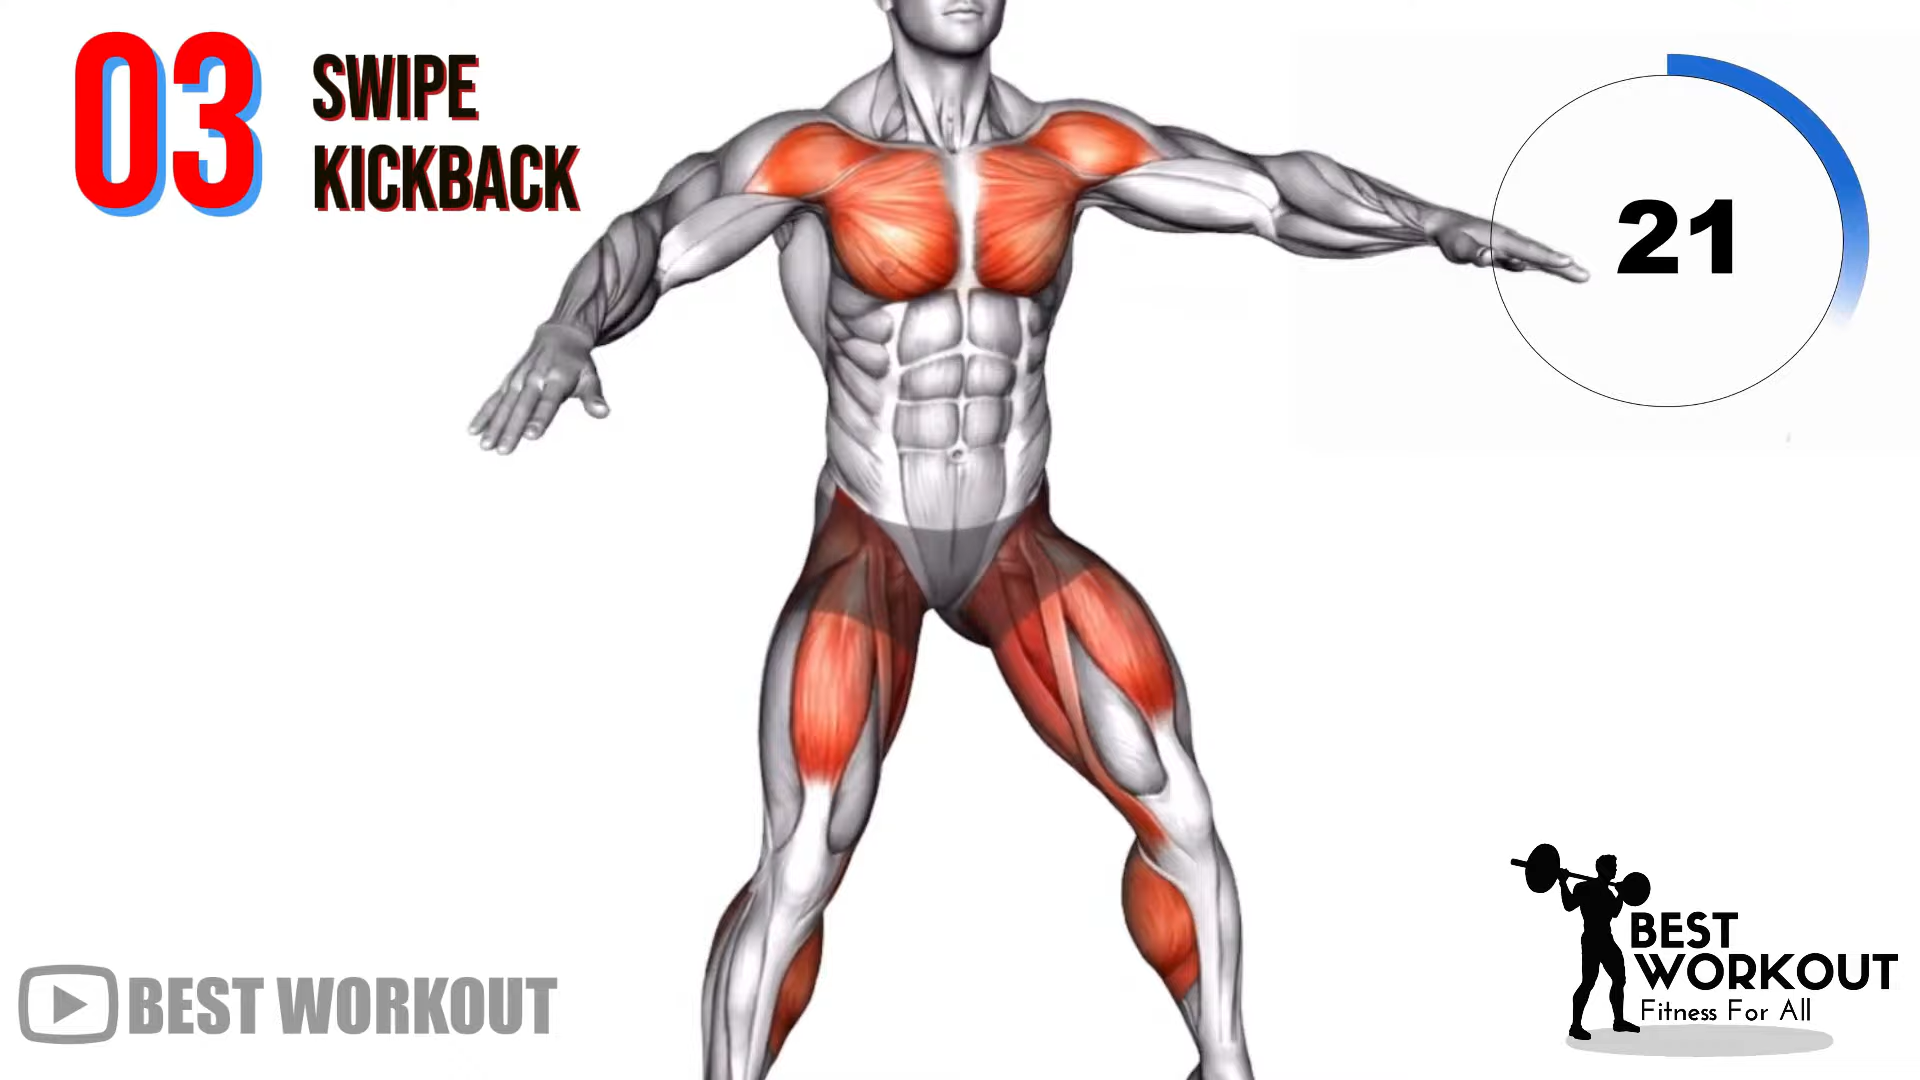 03
SWIPE
KICKBACK
21
BEST WORKOUT
BEST
WORKOUT
Fitness For All